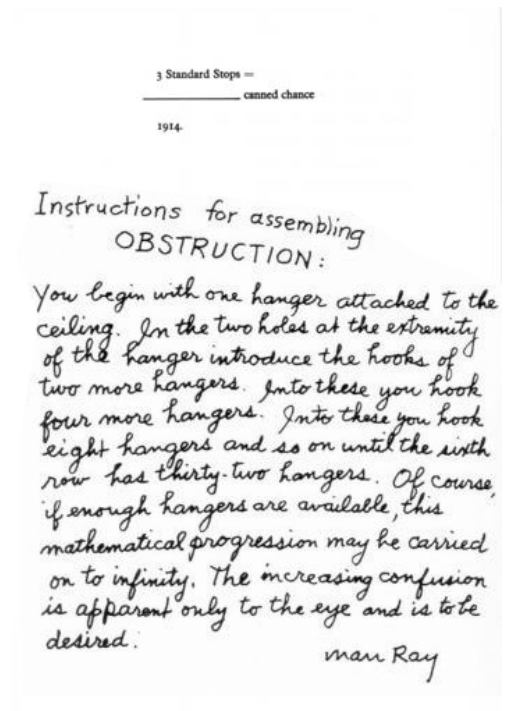 3 Standard Stops =
__________ canned chance
1914.
Instructions for assembling
OBSTRUCTION:
You begin with one hanger attached to the
ceiling. In the two holes at the extremity
of the hanger introduce the hooks of
two more hangers. Into these you hook
four more hangers. Into these you hook
eight hangers and so on until the sixth
row has thirty-two hangers. Of course,
if enough hangers are available, this
mathematical progression may be carried
on to infinity. The increasing confusion
is apparent only to the eye and is to be
desired.
Man Ray